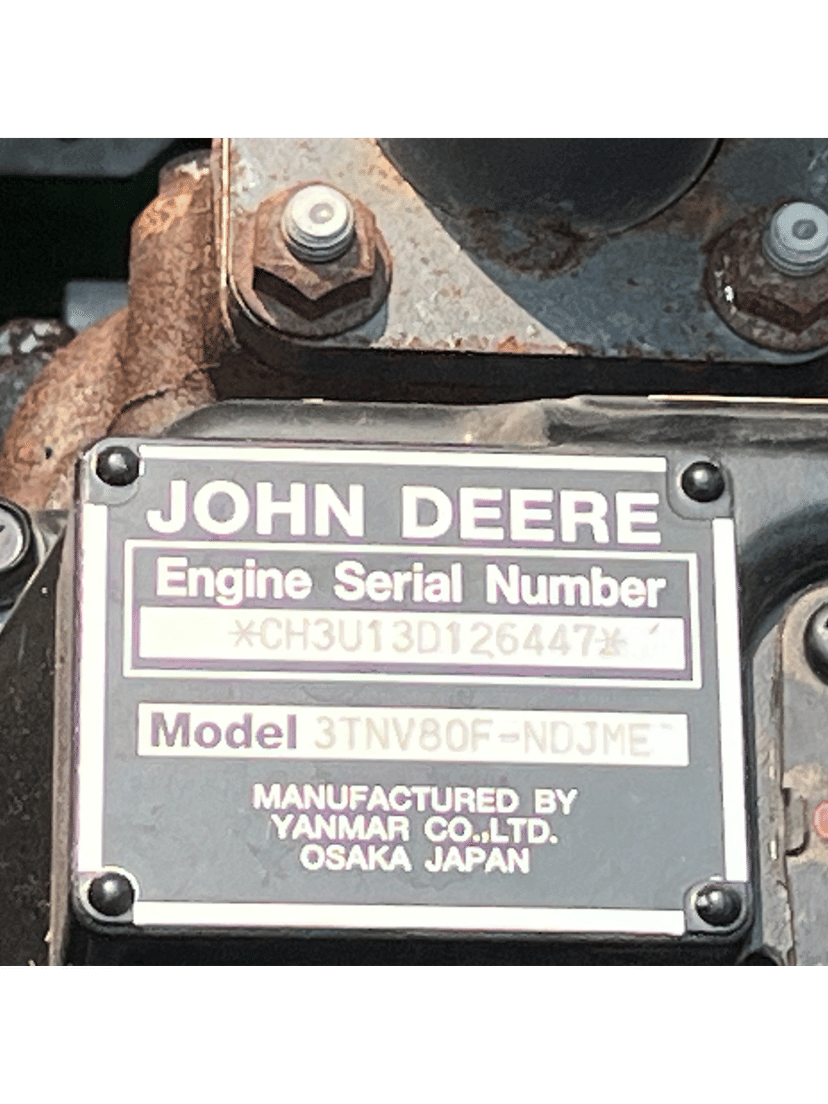 JOHN DEERE
Engine Serial Number
*CH3U13D126447*
Model 3TNV80F-NDJME
MANUFACTURED BY
YANMAR CO.,LTD.
OSAKA JAPAN